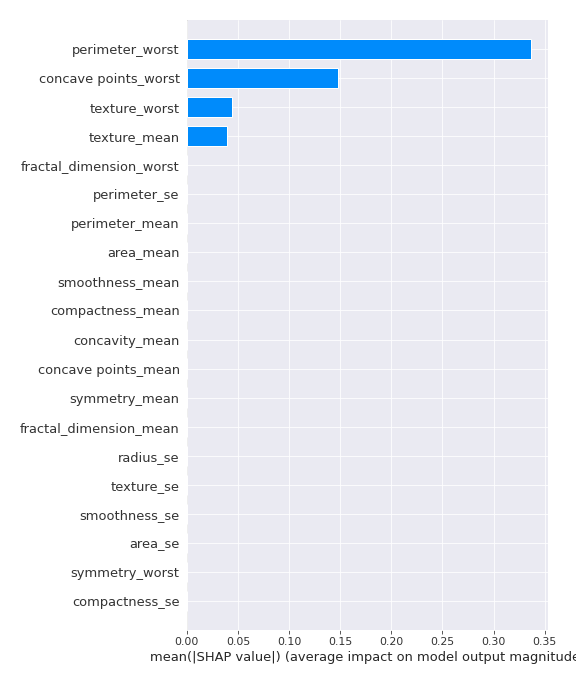 perimeter_worst
concave points_worst
texture_worst
texture_mean
fractal_dimension_worst
perimeter_se
perimeter_mean
area_mean
smoothness_mean
compactness_mean
concavity_mean
concave points_mean
symmetry_mean
fractal_dimension_mean
radius_se
texture_se
smoothness_se
area_se
symmetry_worst
compactness_se
0.00 0.05 0.10 0.15 0.20 0.25 0.30 0.35
mean(|SHAP value|) (average impact on model output magnitude